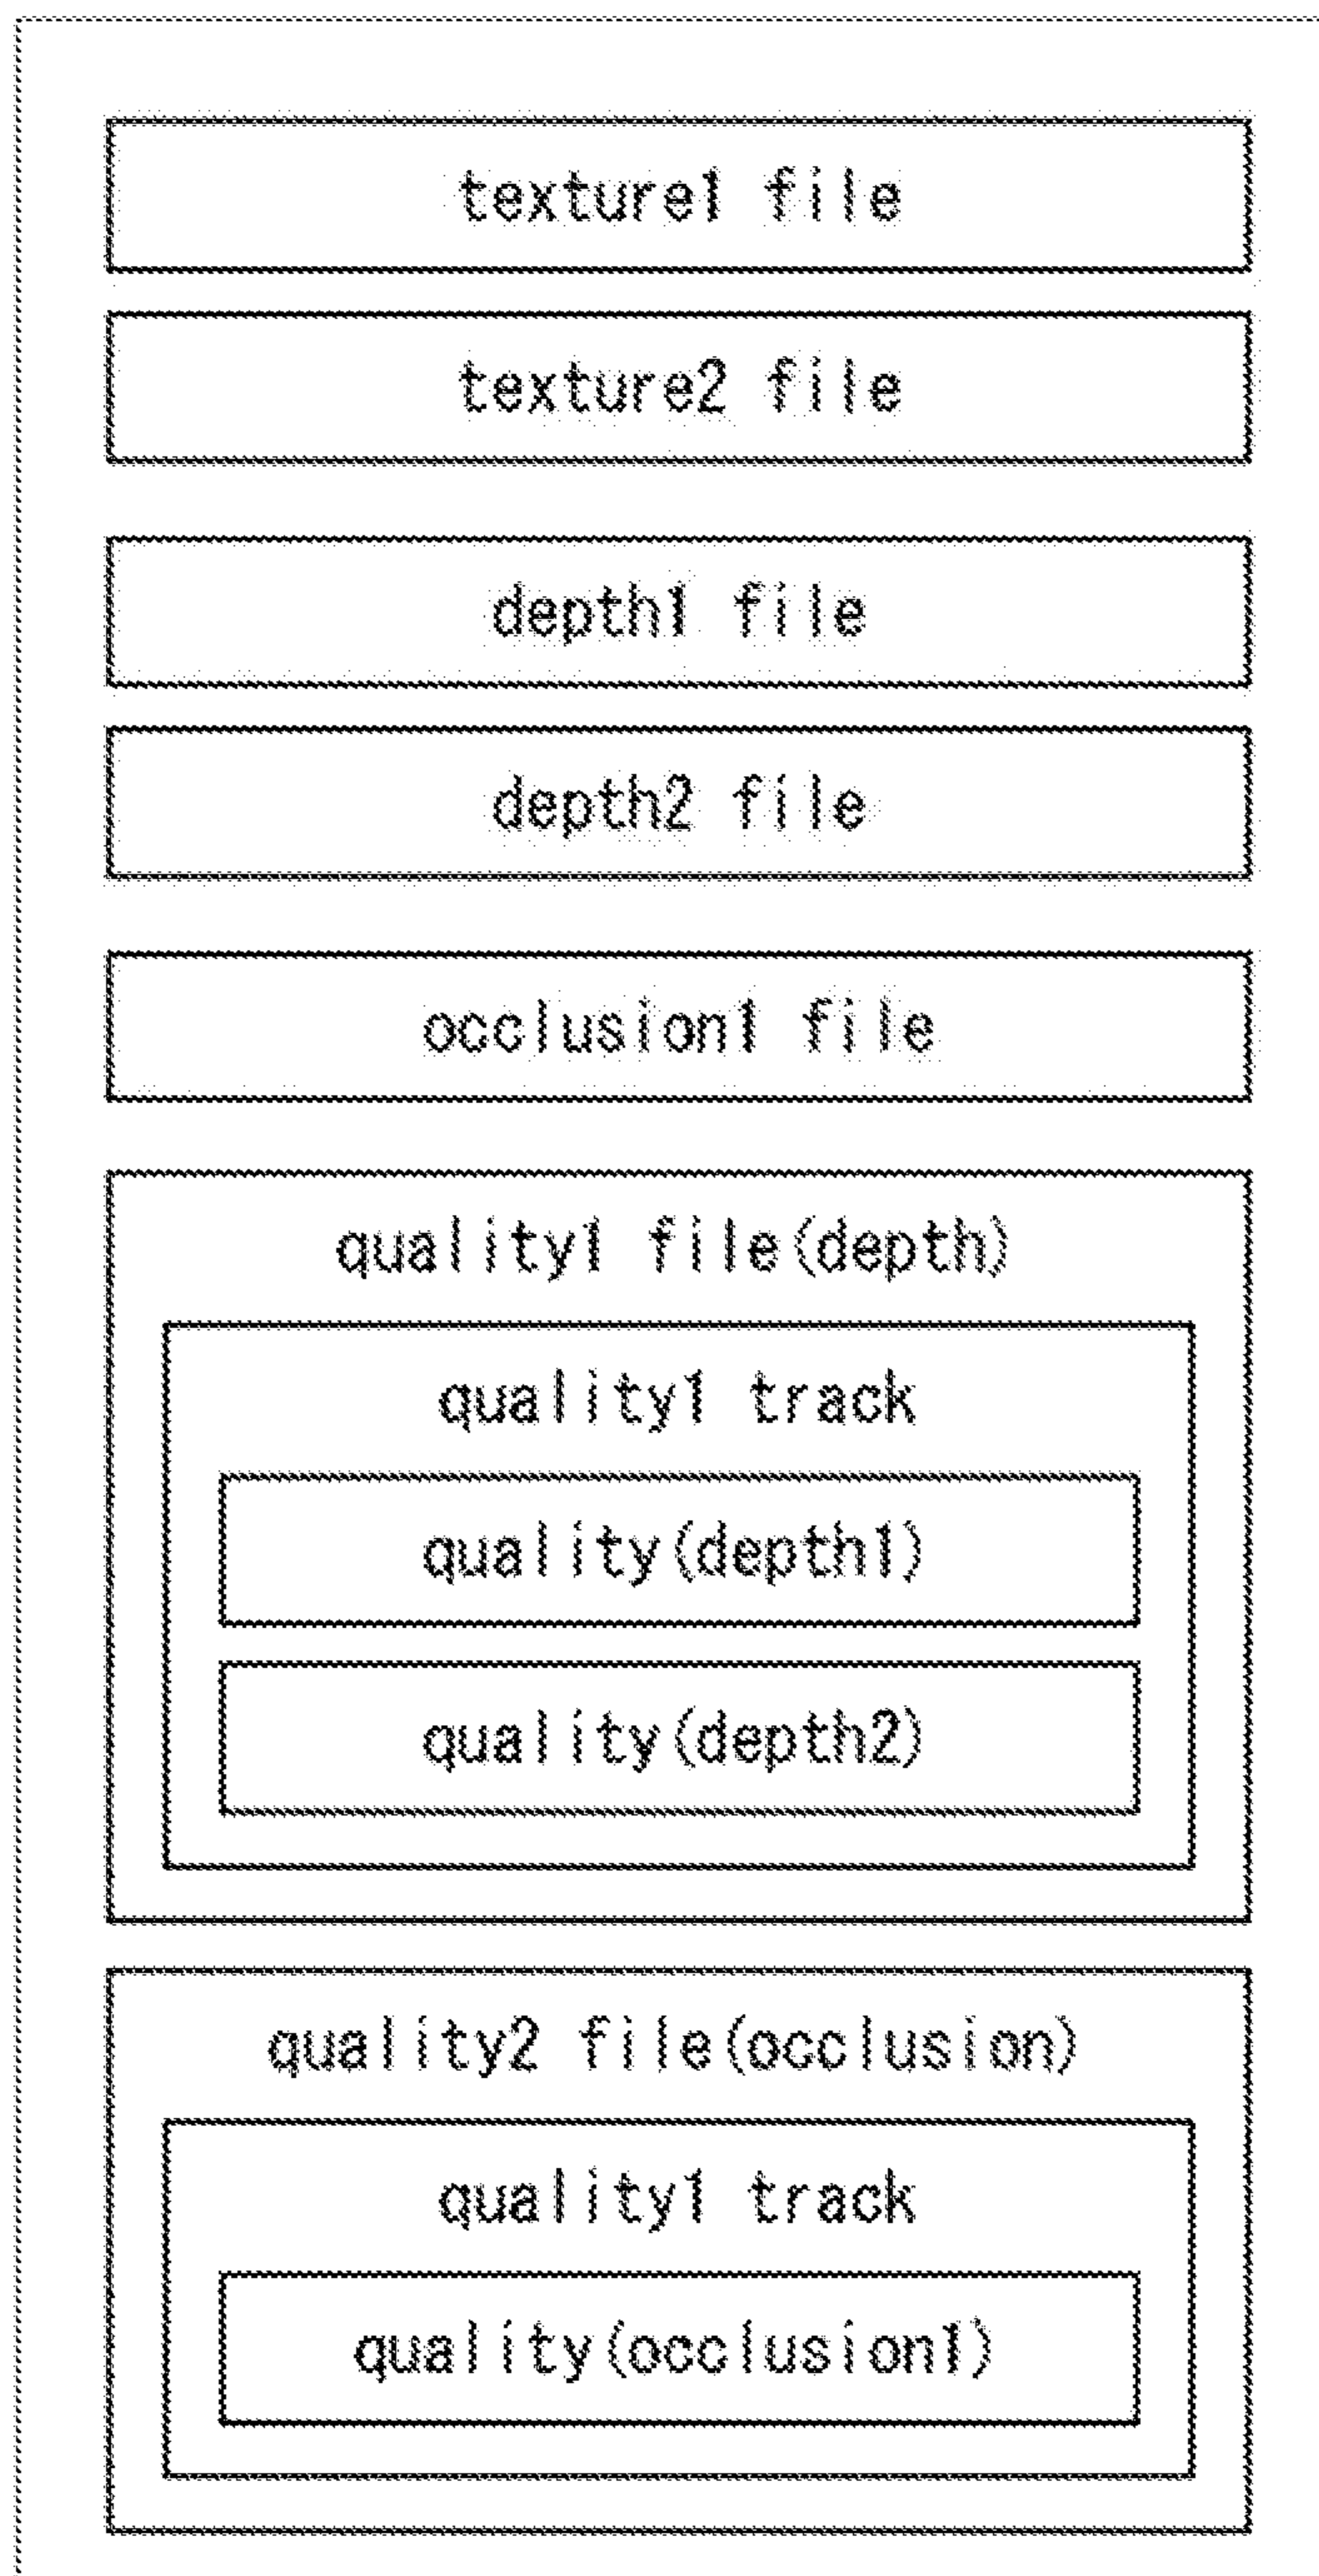 texture1 file
texture2 file
depth1 file
depth2 file
occlusion1 file
quality1 file(depth)
quality1 track
quality(depth1)
quality(depth2)
quality2 file(occlusion)
quality1 track
quality(occlusion1)